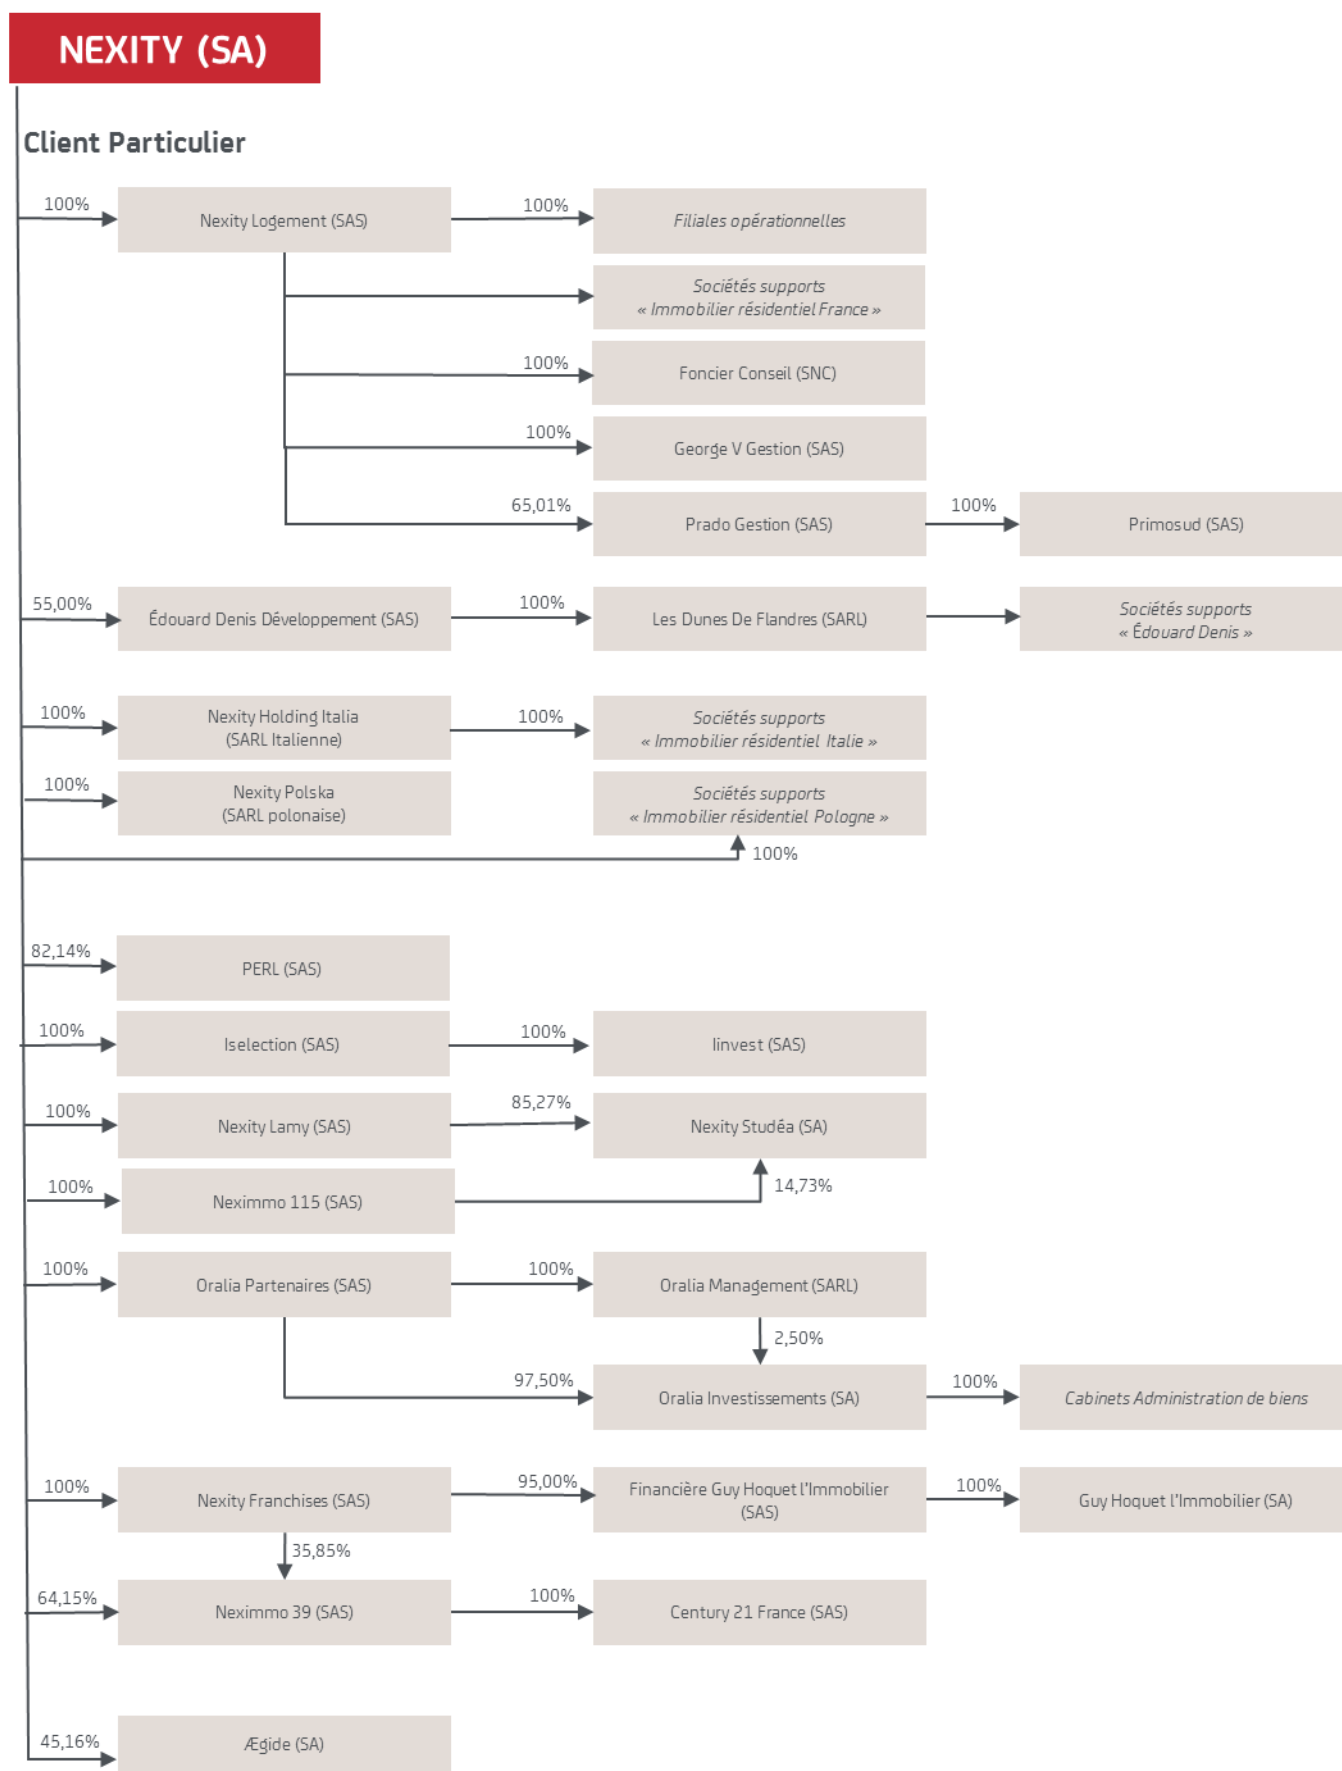 NEXITY (SA)
Client Particulier
100%
Nexity Logement (SAS)
100%
Filiales opérationnelles
Sociétés supports
« Immobilier résidentiel France »
100%
Foncier Conseil (SNC)
100%
George V Gestion (SAS)
65,01%
Prado Gestion (SAS)
100%
Primosud (SAS)
55,00%
Édouard Denis Développement (SAS)
100%
Les Dunes De Flandres (SARL)
Sociétés supports
« Édouard Denis »
100%
Nexity Holding Italia
(SARL Italienne)
100%
Sociétés supports
« Immobilier résidentiel Italie »
100%
Nexity Polska
(SARL polonaise)
Sociétés supports
« Immobilier résidentiel Pologne »
100%
82,14%
PERL (SAS)
100%
Iselection (SAS)
100%
Iinvest (SAS)
100%
Nexity Lamy (SAS)
85,27%
Nexity Studéa (SA)
100%
Neximmo 115 (SAS)
14,73%
100%
Oralia Partenaires (SAS)
100%
Oralia Management (SARL)
2,50%
97,50%
Oralia Investissements (SA)
100%
Cabinets Administration de biens
100%
Nexity Franchises (SAS)
95,00%
Financière Guy Hoquet l'Immobilier
(SAS)
100%
Guy Hoquet l'Immobilier (SA)
35,85%
64,15%
Neximmo 39 (SAS)
100%
Century 21 France (SAS)
45,16%
Ægide (SA)